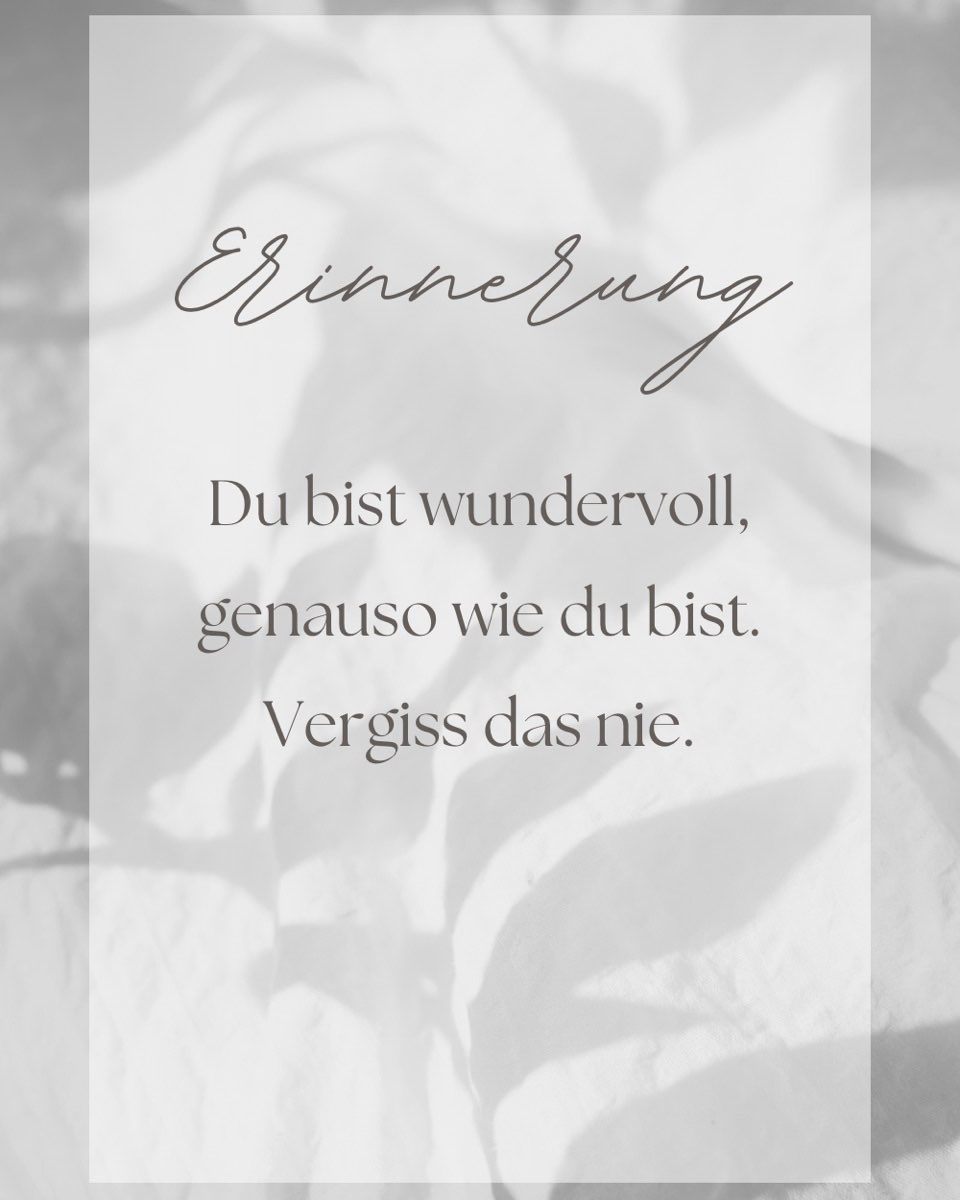 Erinnerung
Du bist wundervoll,
genauso wie du bist.
Vergiss das nie.